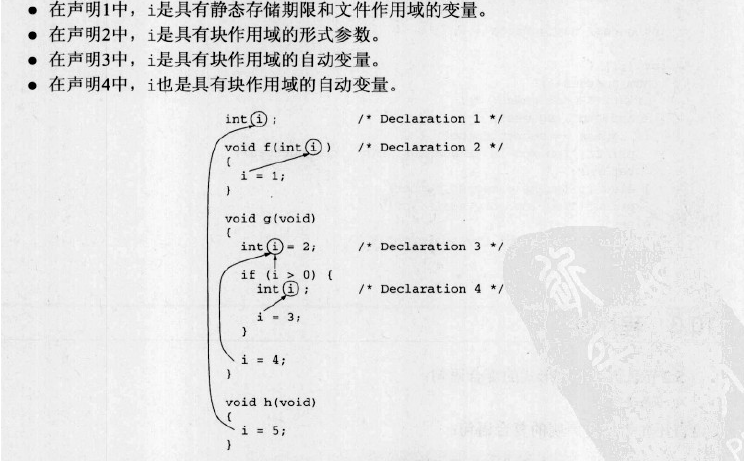 ● 在声明1中，i是具有静态存储期限和文件作用域的变量。
● 在声明2中，i是具有块作用域的形式参数。
● 在声明3中，i是具有块作用域的自动变量。
● 在声明4中，i也是具有块作用域的自动变量。
int i ; /* Declaration 1 */
void f(int i ) /* Declaration 2 */
{
i = 1;
}
void g(void)
{
int i = 2; /* Declaration 3 */
if (i > 0) {
int i ; /* Declaration 4 */
i = 3;
}
i = 4;
}
void h(void)
{
i = 5;
}